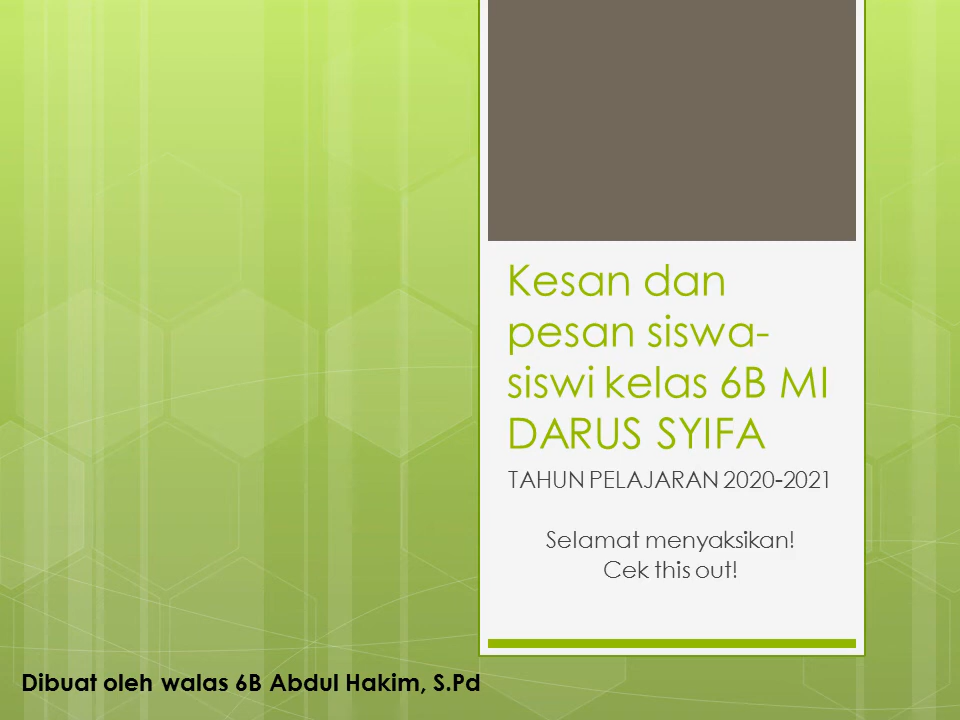 Kesan dan
pesan siswa-
siswi kelas 6B MI
DARUS SYIFA
TAHUN PELAJARAN 2020-2021
Selamat menyaksikan!
Cek this out!
Dibuat oleh walas 6B Abdul Hakim, S.Pd